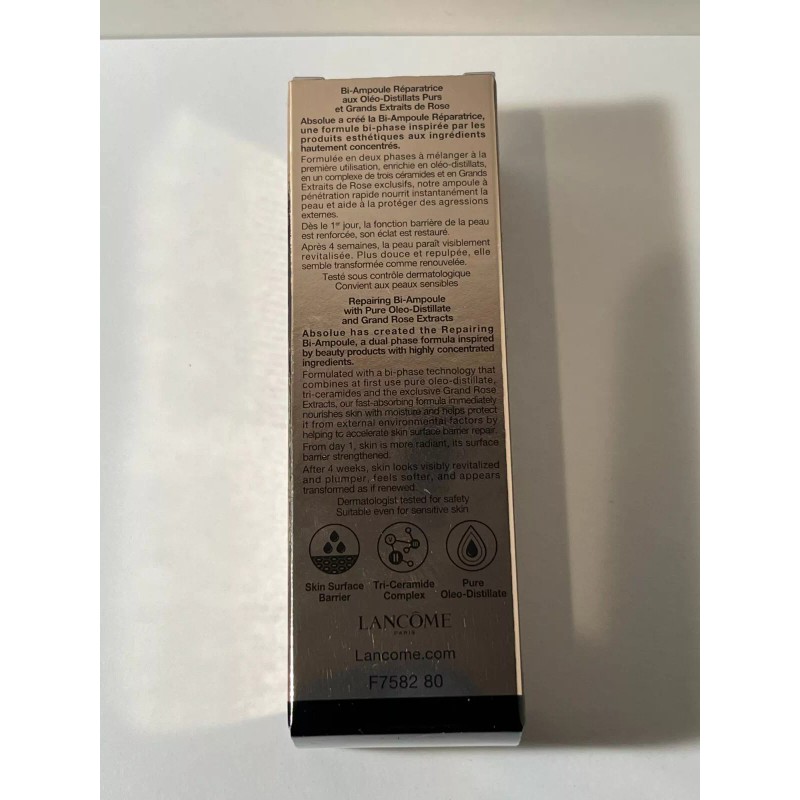 Bi-Ampoule Réparatrice
aux Oléo-Distillats Purs
et Grands Extraits de Rose
Absolue a créé la Bi-Ampoule Réparatrice,
une formule bi-phase inspirée par les
produits esthétiques aux ingrédients
hautement concentrés.
Formulée en deux phases à mélanger à la
première utilisation, enrichie en oléo-distillats,
en un complexe de trois céramides et en Grands
Extraits de Rose exclusifs, notre ampoule à
pénétration rapide nourrit instantanément la
peau et aide à la protéger des agressions
externes.
Dès le 1er jour, la fonction barrière de la peau
est renforcée, son éclat est restauré.
Après 4 semaines, la peau paraît visiblement
revitalisée. Plus douce et repulpée, elle
semble transformée comme renouvelée.
Testé sous contrôle dermatologique
Convient aux peaux sensibles
Repairing Bi-Ampoule
with Pure Oleo-Distillate
and Grand Rose Extracts
Absolue has created the Repairing
Bi-Ampoule, a dual phase formula inspired
by beauty products with highly concentrated
ingredients.
Formulated with a bi-phase technology that
combines at first use pure oleo-distillate,
tri-ceramides and the exclusive Grand Rose
Extracts, our fast-absorbing formula immediately
nourishes skin with moisture and helps protect
it from external environmental factors by
helping to accelerate skin surface barrier repair.
From day 1, skin is more radiant, its surface
barrier strengthened.
After 4 weeks, skin looks visibly revitalized
and plumper, feels softer, and appears
transformed as if renewed.
Dermatologist tested for safety
Suitable even for sensitive skin
Skin Surface
Barrier
Tri-Ceramide
Complex
Pure
Oleo-Distillate
LANCÔME
PARIS
Lancome.com
F7582 80